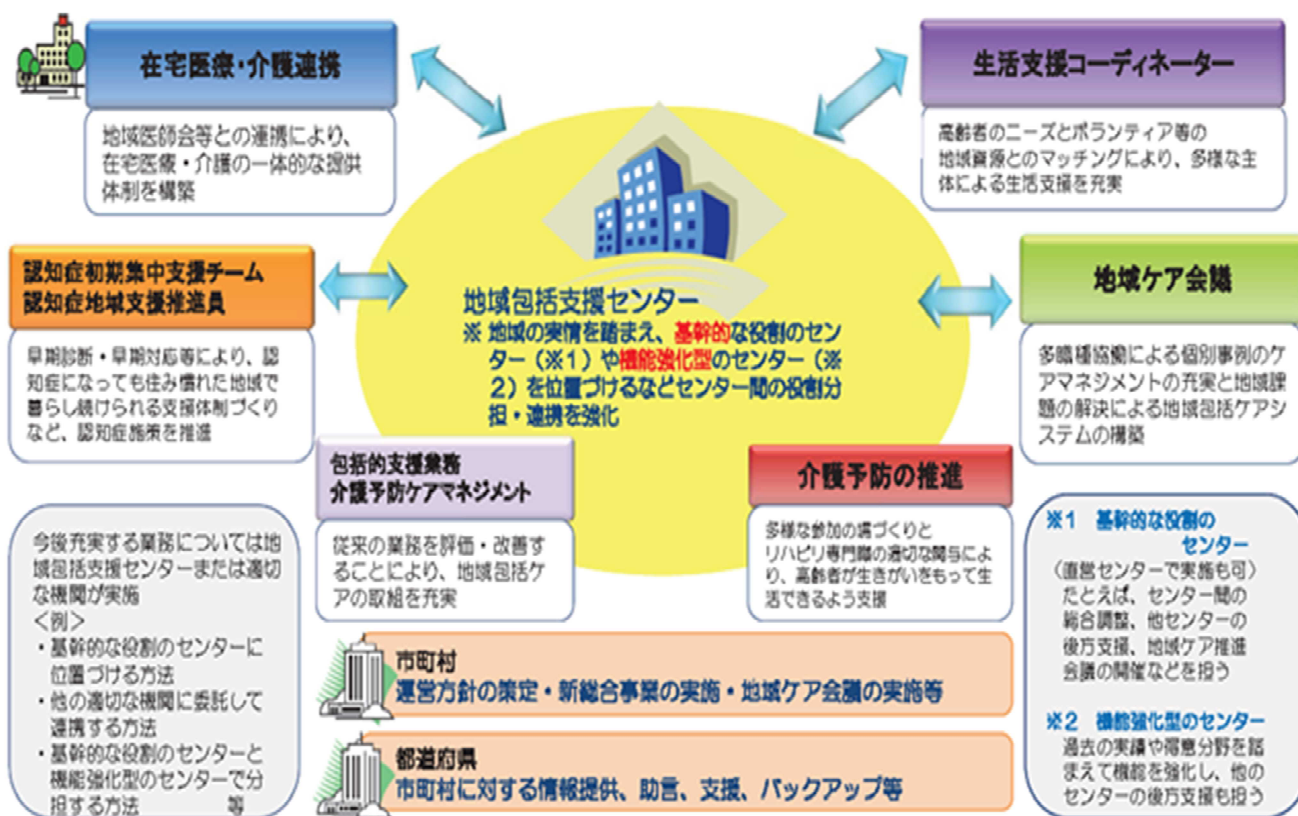 在宅医療・介護連携
地域医師会等との連携により、
在宅医療・介護の一体的な提供
体制を構築
生活支援コーディネーター
高齢者のニーズとボランティア等の
地域資源とのマッチングにより、多様な主
体による生活支援を充実
認知症初期集中支援チーム
認知症地域支援推進員
早期診断・早期対応等により、認
知症になっても住み慣れた地域で
暮らし続けられる支援体制づくり
など、認知症施策を推進
地域包括支援センター
※ 地域の実情を踏まえ、基幹的な役割のセン
ター（※１）や機能強化型のセンター（※
２）を位置づけるなどセンター間の役割分
担・連携を強化
地域ケア会議
多職種協働による個別事例のケ
アマネジメントの充実と地域課
題の解決による地域包括ケアシ
ステムの構築
包括的支援業務
介護予防ケアマネジメント
従来の業務を評価・改善す
ることにより、地域包括ケ
アの取組を充実
介護予防の推進
多様な参加の場づくりと
リハビリ専門職の適切な関与によ
り、高齢者が生きがいをもって生
活できるよう支援
今後充実する業務については地
域包括支援センターまたは適切
な機関が実施
＜例＞
・基幹的な役割のセンターに
位置づける方法
・他の適切な機関に委託して
連携する方法
・基幹的な役割のセンターと
機能強化型のセンターで分
担する方法　等
市町村
運営方針の策定・新総合事業の実施・地域ケア会議の実施等
都道府県
市町村に対する情報提供、助言、支援、バックアップ等
※１ 基幹的な役割の
センター
（直営センターで実施も可）
たとえば、センター間の
総合調整、他センターの
後方支援、地域ケア推進
会議の開催などを担う
※２ 機能強化型のセンター
過去の実績や得意分野を踏
まえて機能を強化し、他の
センターの後方支援も担う